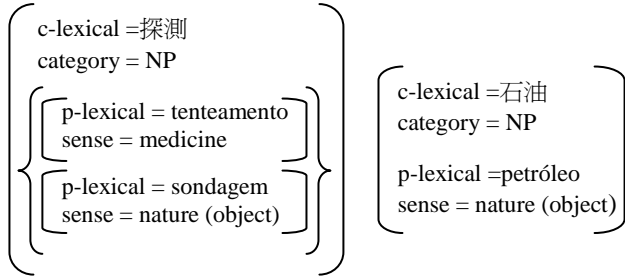 c-lexical =探測
category = NP
p-lexical = tenteamento
sense = medicine
p-lexical = sondagem
sense = nature (object)
c-lexical =石油
category = NP
p-lexical =petróleo
sense = nature (object)